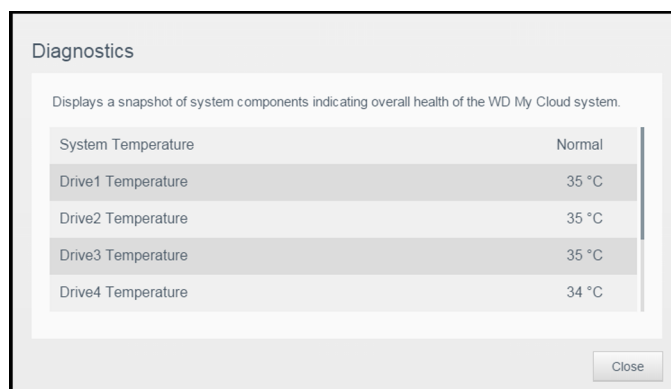 Diagnostics
Displays a snapshot of system components indicating overall health of the WD My Cloud system.
System Temperature Normal
Drive1 Temperature 35 °C
Drive2 Temperature 35 °C
Drive3 Temperature 35 °C
Drive4 Temperature 34 °C
Close